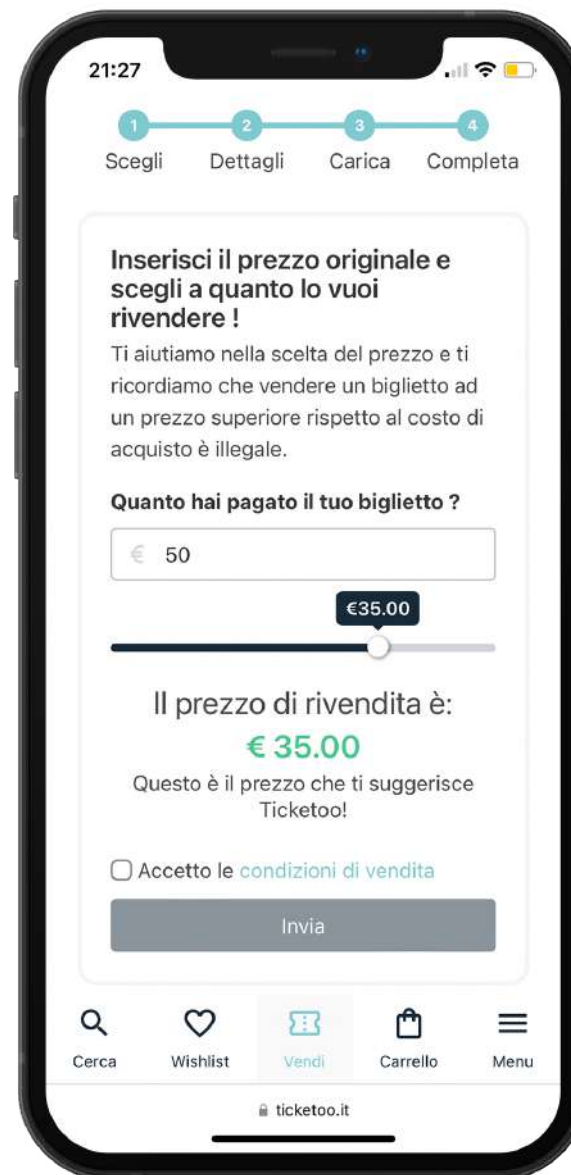 21:27
1 2 3 4
Scegli Dettagli Carica Completa
Inserisci il prezzo originale e
scegli a quanto lo vuoi
rivendere !
Ti aiutiamo nella scelta del prezzo e ti
ricordiamo che vendere un biglietto ad
un prezzo superiore rispetto al costo di
acquisto è illegale.
Quanto hai pagato il tuo biglietto ?
€ 50
€35.00
Il prezzo di rivendita è:
€ 35.00
Questo è il prezzo che ti suggerisce
Ticketoo!
Accetto le condizioni di vendita
Invia
Cerca Wishlist Vendi Carrello Menu
ticketoo.it